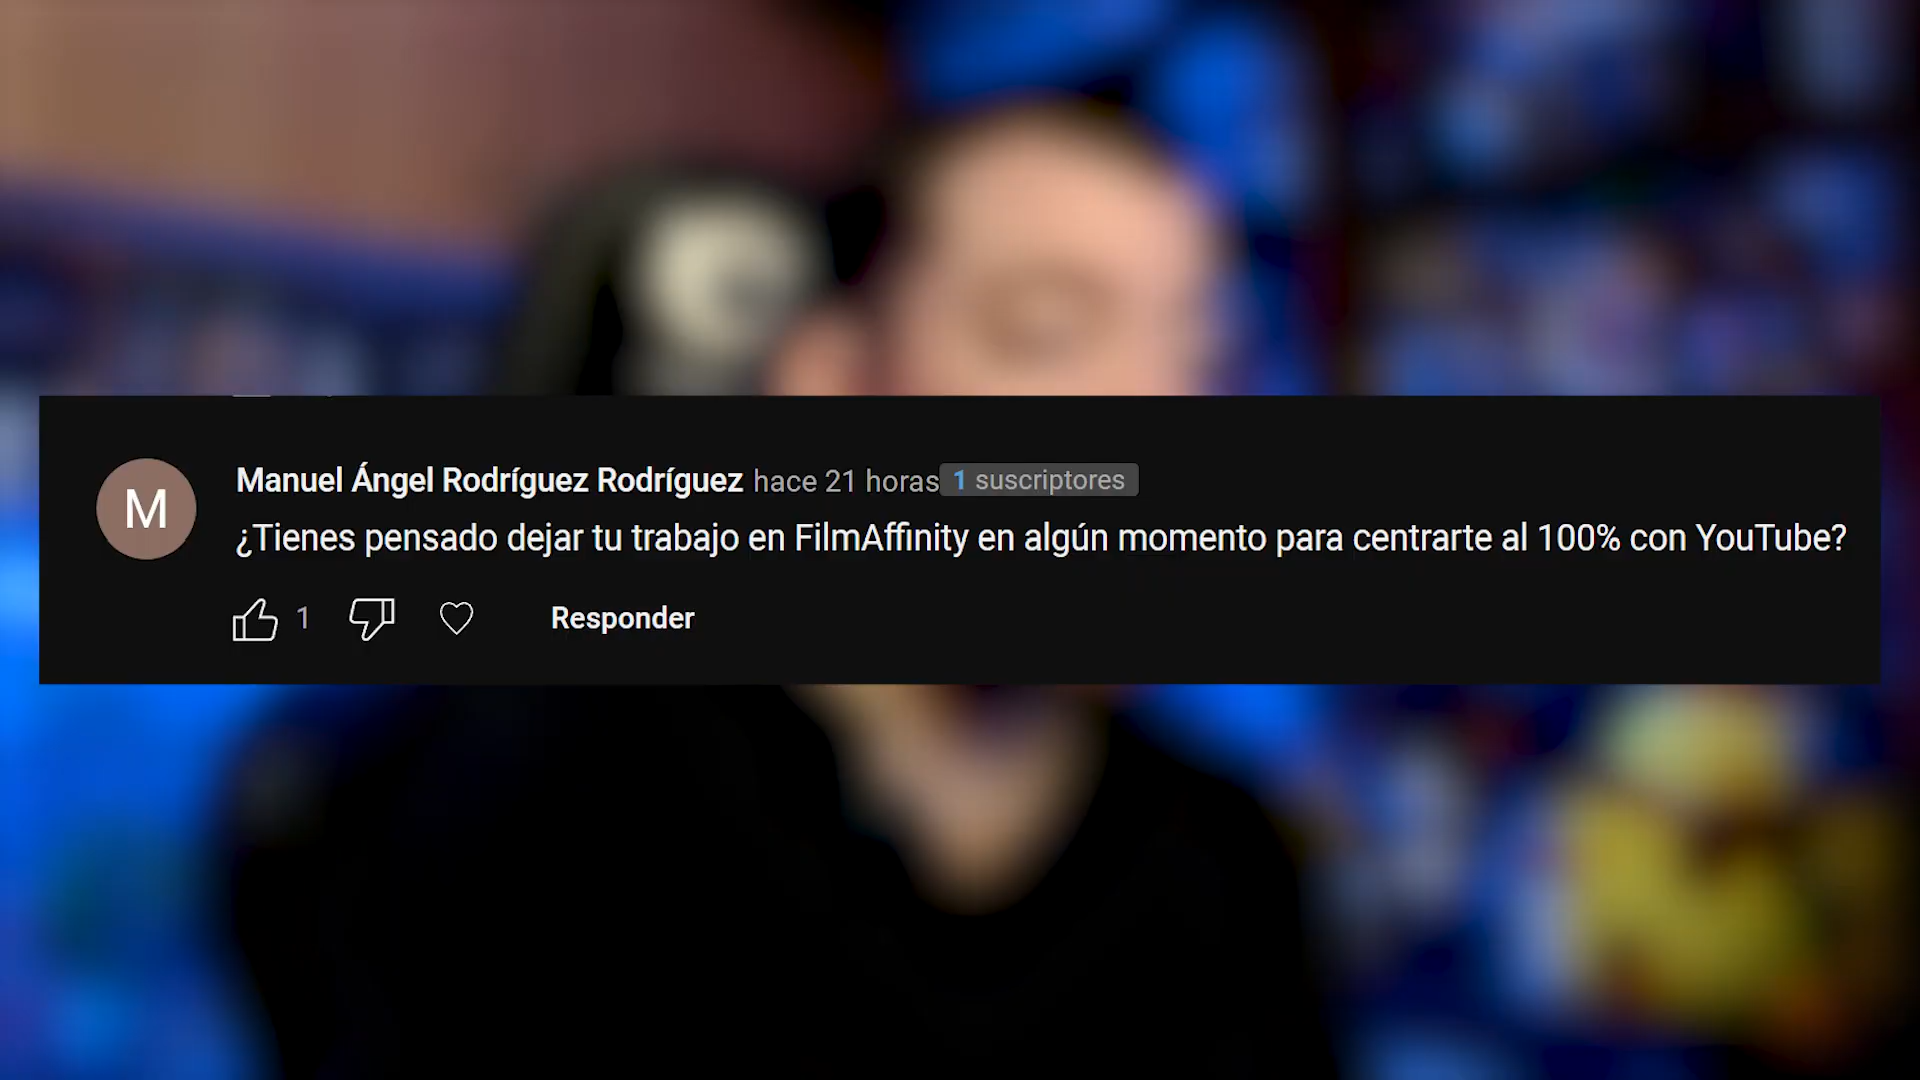 M
Manuel Ángel Rodríguez Rodríguez hace 21 horas 1 suscriptores
¿Tienes pensado dejar tu trabajo en FilmAffinity en algún momento para centrarte al 100% con YouTube?
1 Responder